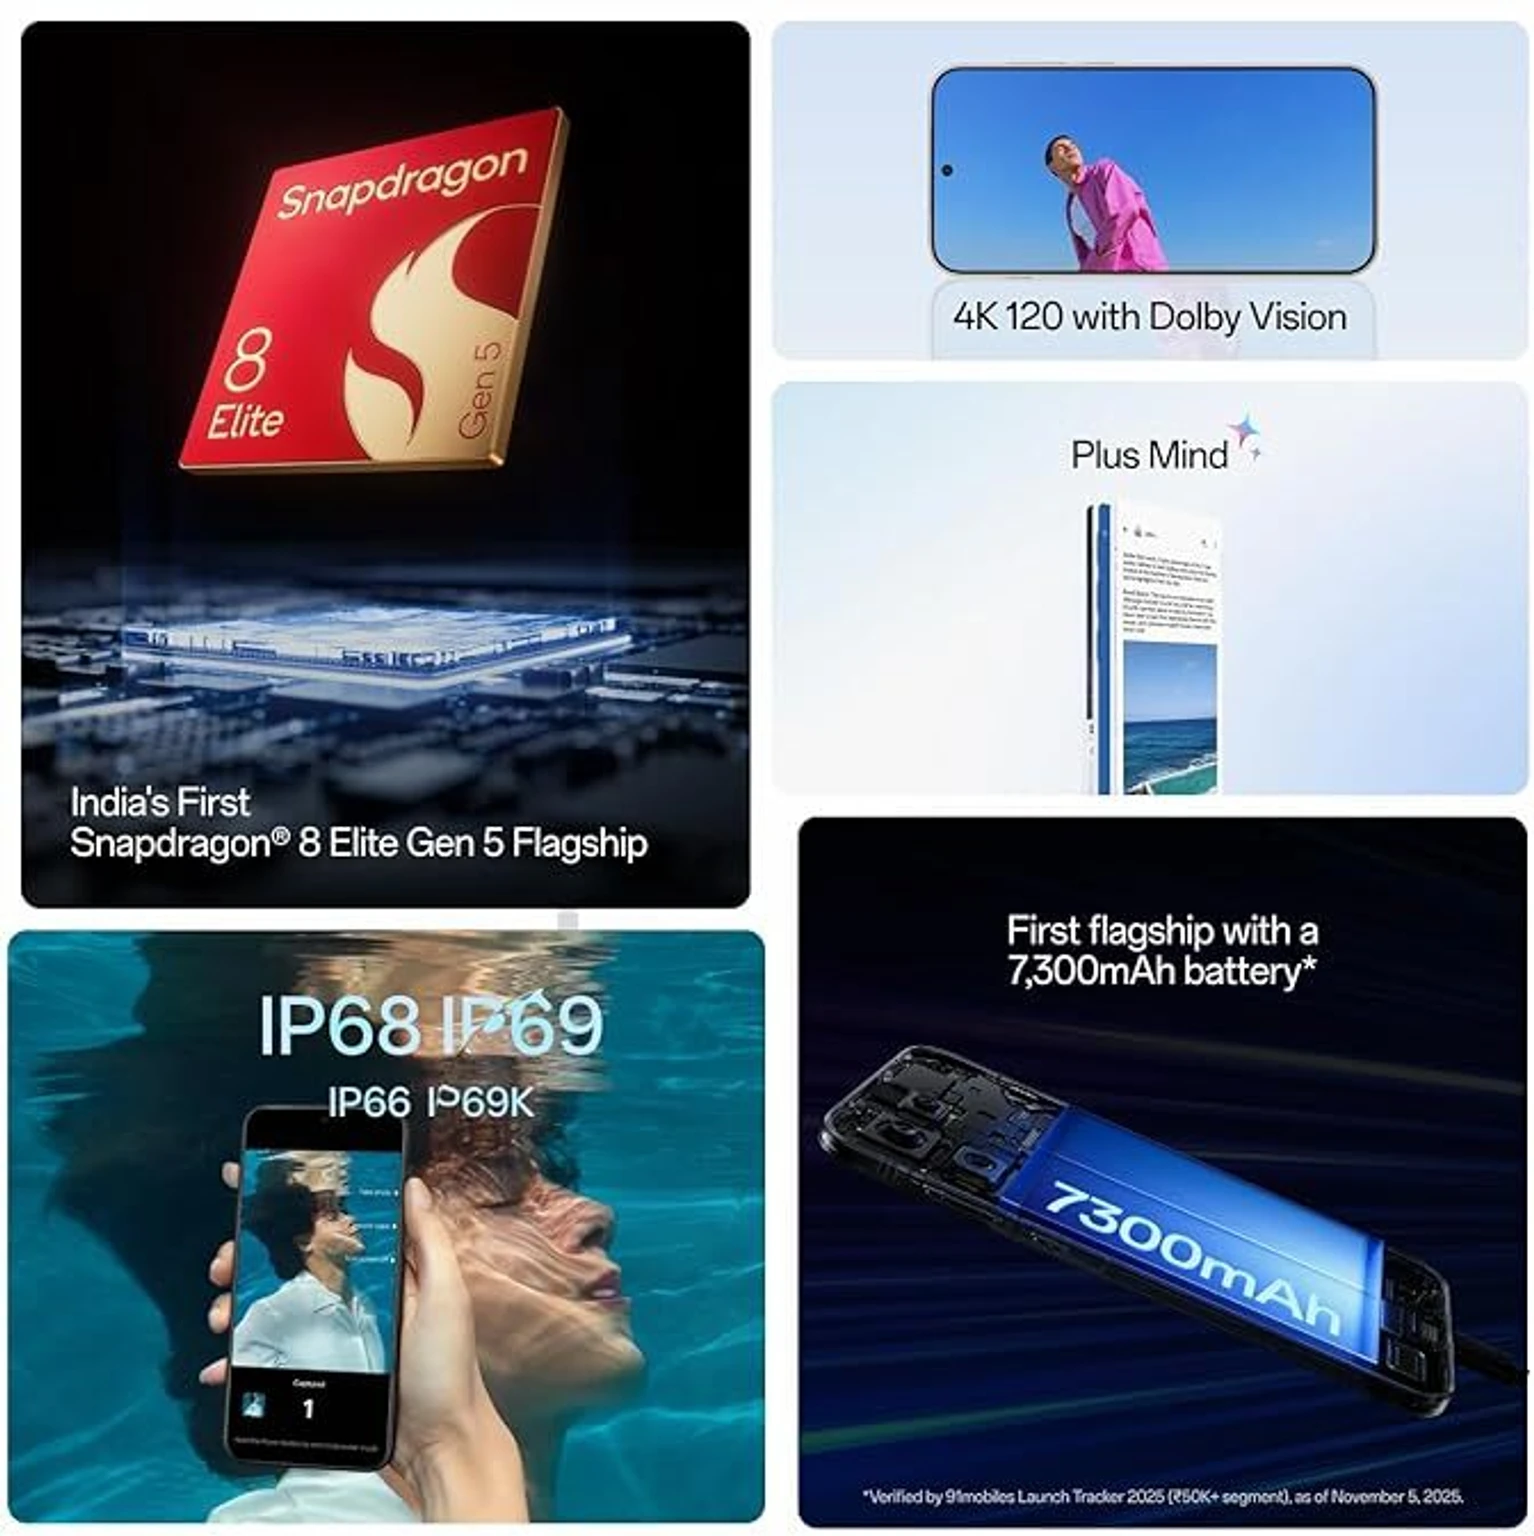 Snapdragon
8
Elite
Gen 5
India's First
Snapdragon® 8 Elite Gen 5 Flagship
4K 120 with Dolby Vision
Plus Mind
IP68 IP69
IP66 IP69K
1
First flagship with a
7,300mAh battery*
7300mAh
*Verified by 91mobiles Launch Tracker 2025 (₹50K+ segment), as of November 5, 2025.